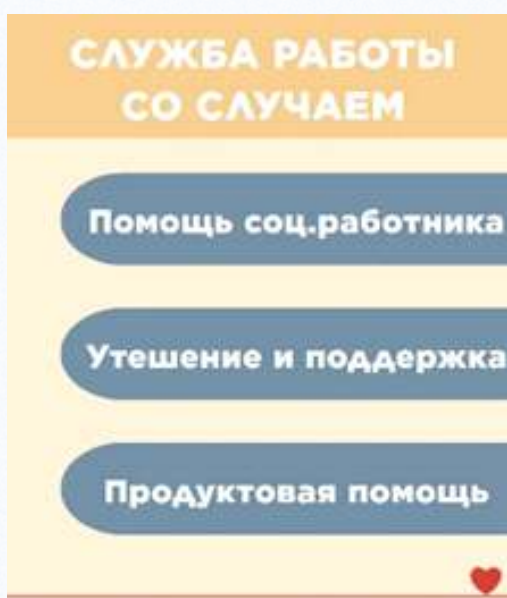 СЛУЖБА РАБОТЫ
СО СЛУЧАЕМ
Помощь соц.работника
Утешение и поддержка
Продуктовая помощь